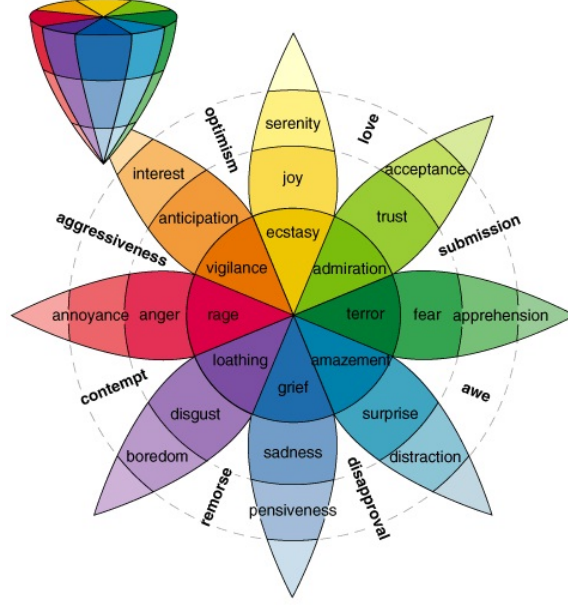 serenity
optimism
love
interest
joy
acceptance
anticipation
trust
ecstasy
aggressiveness
submission
vigilance
admiration
annoyance
anger
rage
terror
fear
apprehension
loathing
amazement
contempt
grief
awe
disgust
surprise
boredom
sadness
distraction
remorse
disapproval
pensiveness